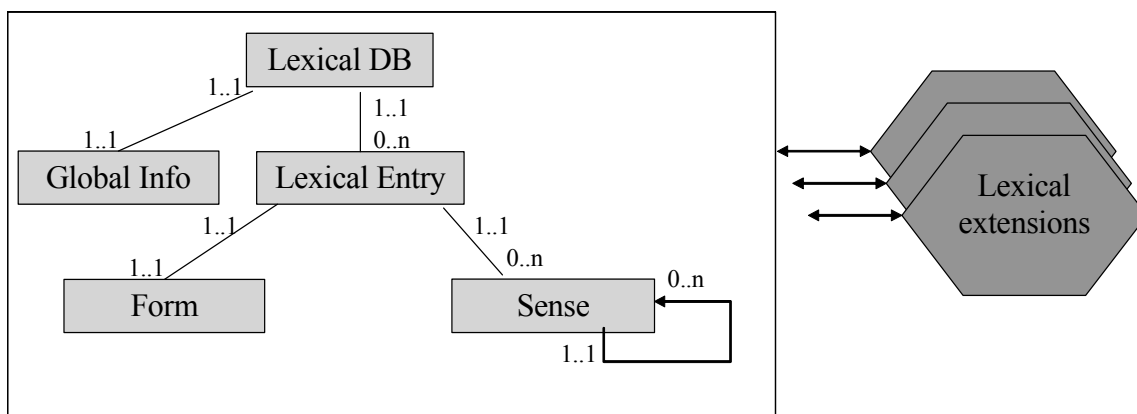 Lexical DB
1..1
1..1
1..1
0..n
Global Info
Lexical Entry
1..1
1..1
1..1
0..n
Form
Sense
0..n
1..1
Lexical
extensions